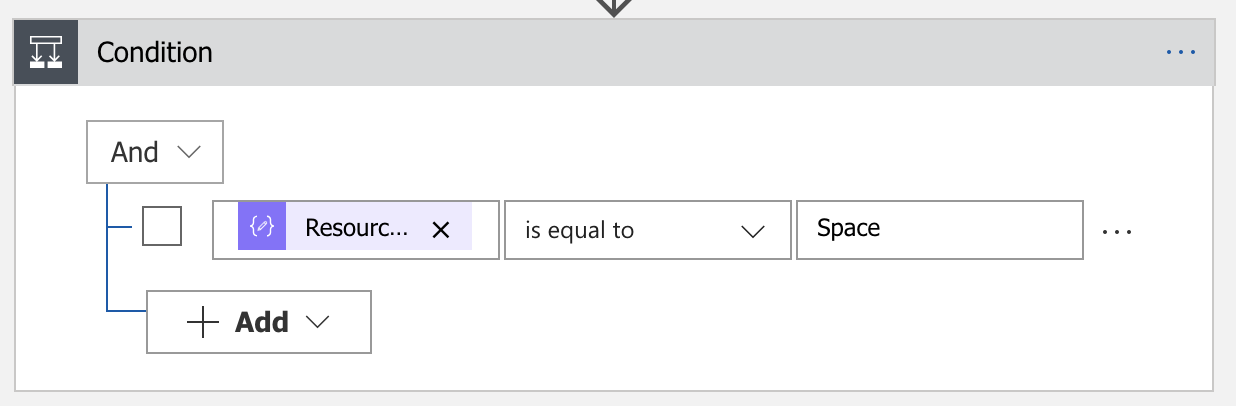 Condition
And
Resourc... is equal to Space
Add